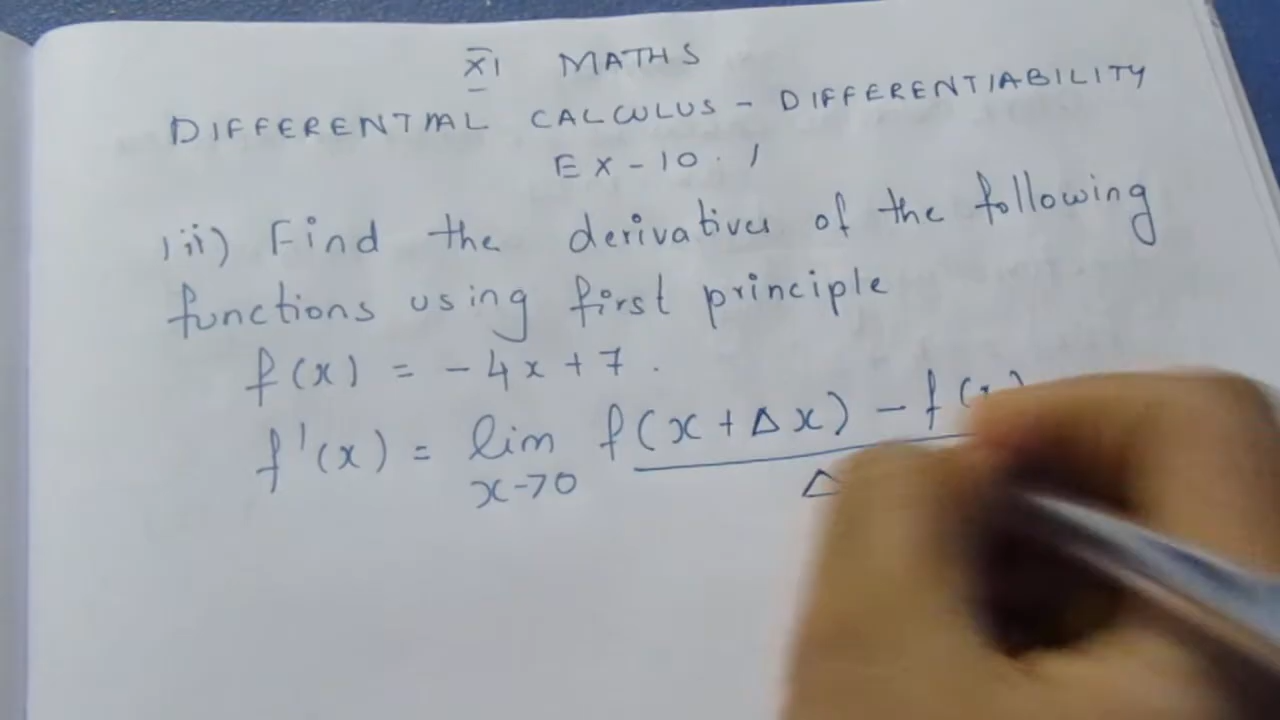 XI MATHS
DIFFERENTIAL CALCULUS - DIFFERENTIABILITY
EX-10.1
1ii) Find the derivatives of the following
functions using first principle
f(x) = -4x+7.
f'(x) = lim f(x+Δx) - f(x)
x→0 Δ